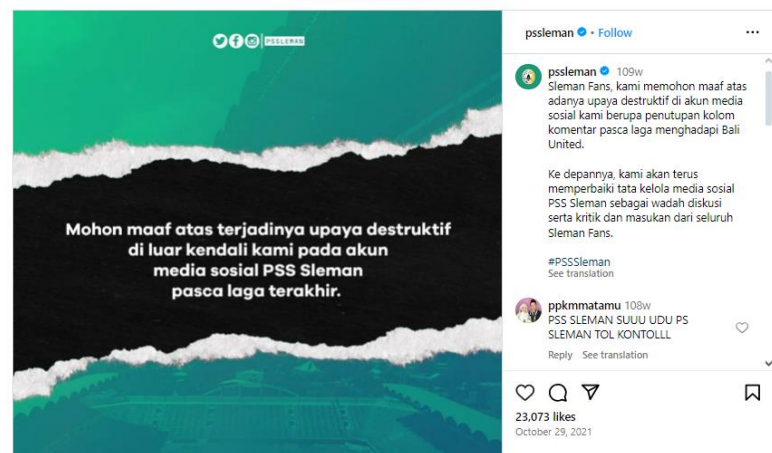 PSSLEMAN
Mohon maaf atas terjadinya upaya destruktif
di luar kendali kami pada akun
media sosial PSS Sleman
pasca laga terakhir.
pssleman • Follow
pssleman 109w
Sleman Fans, kami memohon maaf atas
adanya upaya destruktif di akun media
sosial kami berupa penutupan kolom
komentar pasca laga menghadapi Bali
United.
Ke depannya, kami akan terus
memperbaiki tata kelola media sosial
PSS Sleman sebagai wadah diskusi
serta kritik dan masukan dari seluruh
Sleman Fans.
#PSSSleman
See translation
ppkmmatamu 108w
PSS SLEMAN SUUU UDU PS
SLEMAN TOL KONTOLLL
Reply See translation
23,073 likes
October 29, 2021